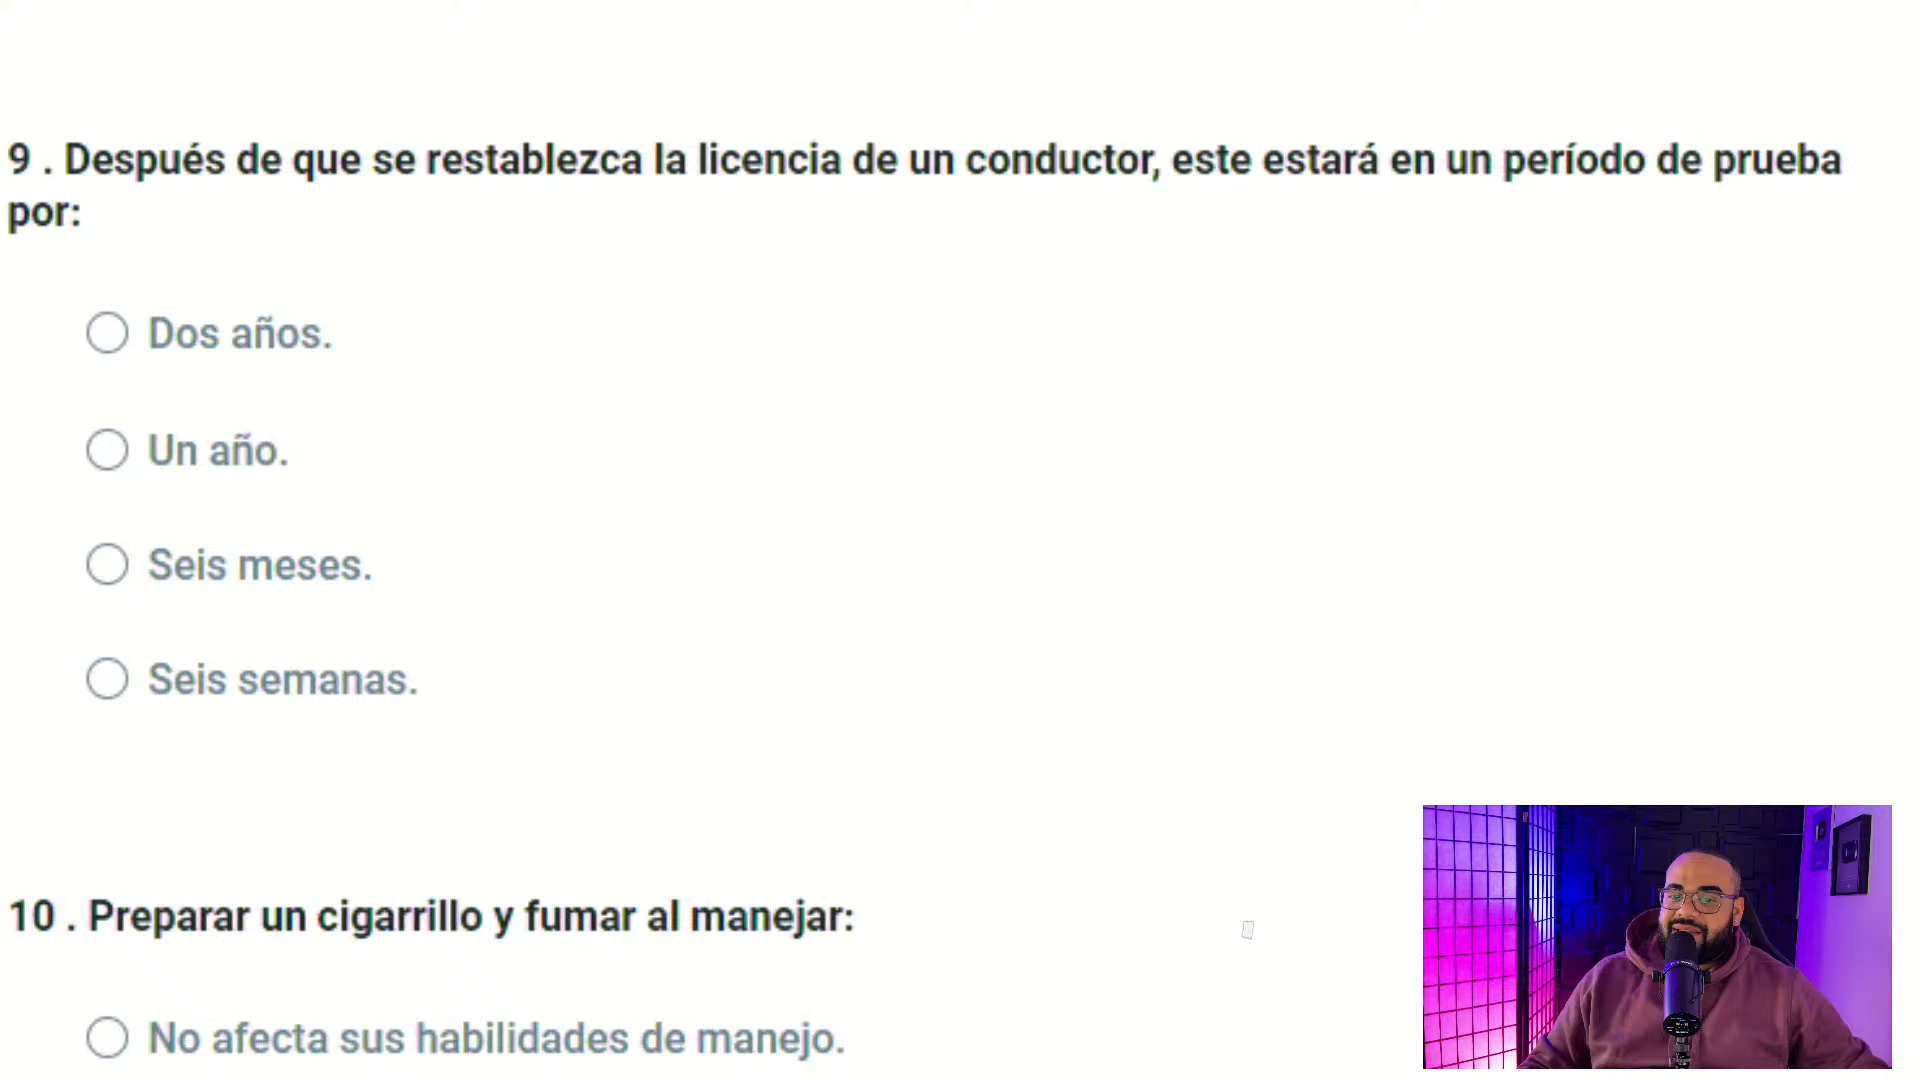 9 . Después de que se restablezca la licencia de un conductor, este estará en un período de prueba
por:
Dos años.
Un año.
Seis meses.
Seis semanas.
10 . Preparar un cigarrillo y fumar al manejar:
No afecta sus habilidades de manejo.